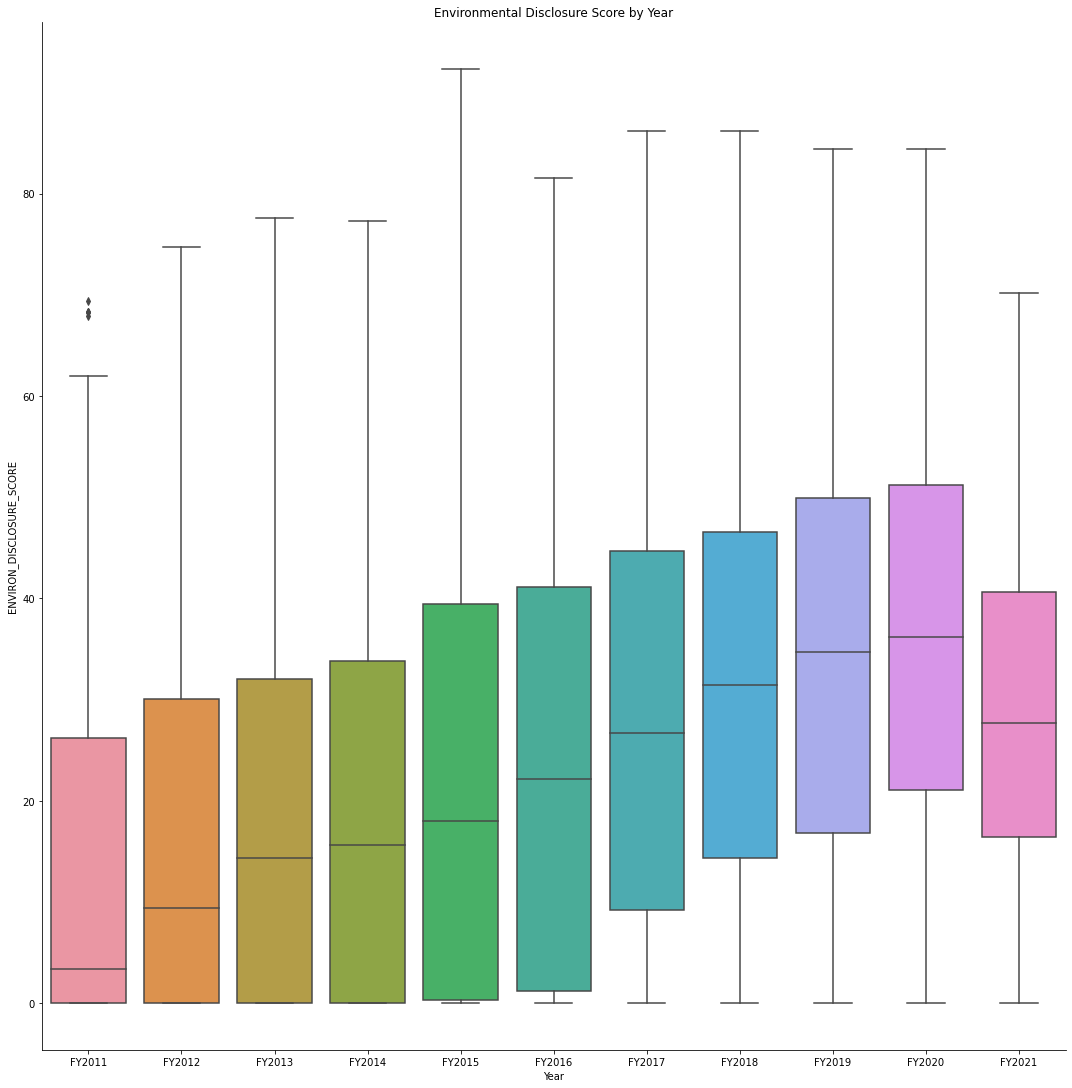 Environmental Disclosure Score by Year
ENVIRON_DISCLOSURE_SCORE
80
60
40
20
0
FY2011 FY2012 FY2013 FY2014 FY2015 FY2016 FY2017 FY2018 FY2019 FY2020 FY2021
Year